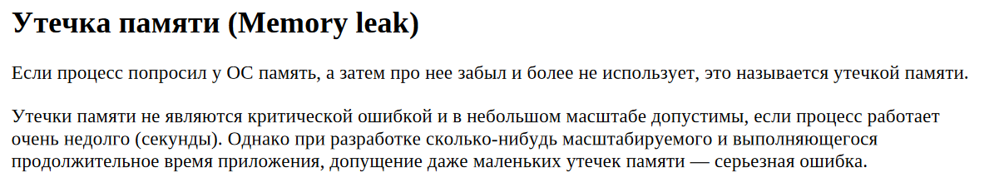 Утечка памяти (Memory leak)
Если процесс попросил у ОС память, а затем про нее забыл и более не использует, это называется утечкой памяти.
Утечки памяти не являются критической ошибкой и в небольшом масштабе допустимы, если процесс работает
очень недолго (секунды). Однако при разработке сколько-нибудь масштабируемого и выполняющегося
продолжительное время приложения, допущение даже маленьких утечек памяти — серьезная ошибка.